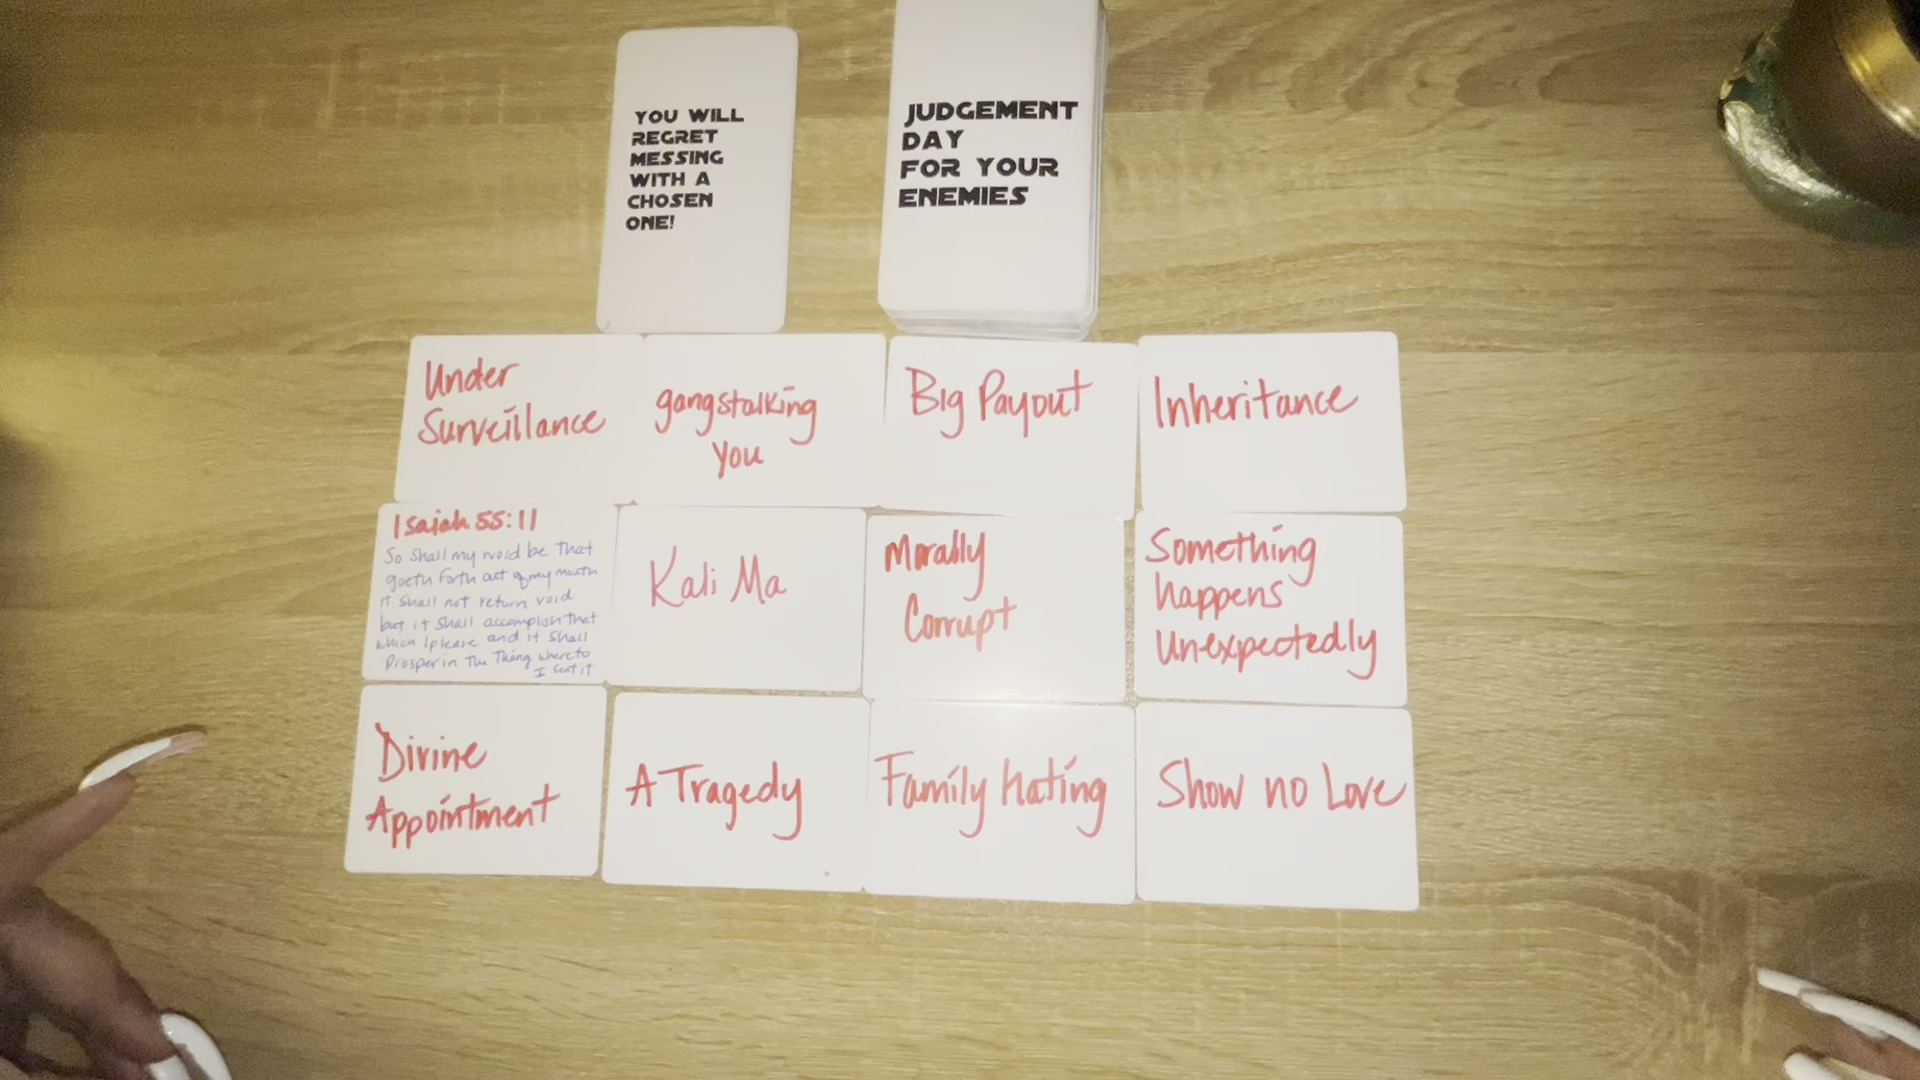 YOU WILL
REGRET
MESSING
WITH A
CHOSEN
ONE!
JUDGEMENT
DAY
FOR YOUR
ENEMIES
Under
Surveillance
gangstalking
You
Big Payout
Inheritance
Isaiah 55:11
So Shall my word be that
goeth forth out of my mouth
it shall not return void
but it shall accomplish that
which I please and it shall
Prosper in The Thing whereto
I sent it
Kali Ma
Morally
Corrupt
Something
happens
Unexpectedly
Divine
Appointment
A Tragedy
Family hating
Show no Love